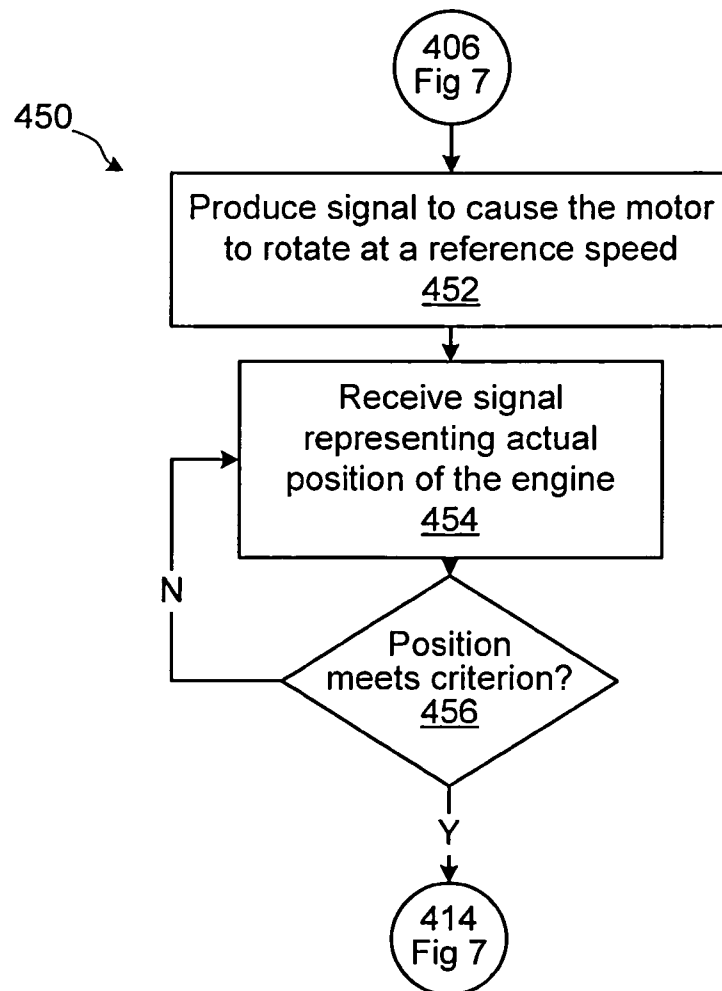 406
Fig 7
450
Produce signal to cause the motor
to rotate at a reference speed
452
Receive signal
representing actual
position of the engine
454
N
Position
meets criterion?
456
Y
414
Fig 7